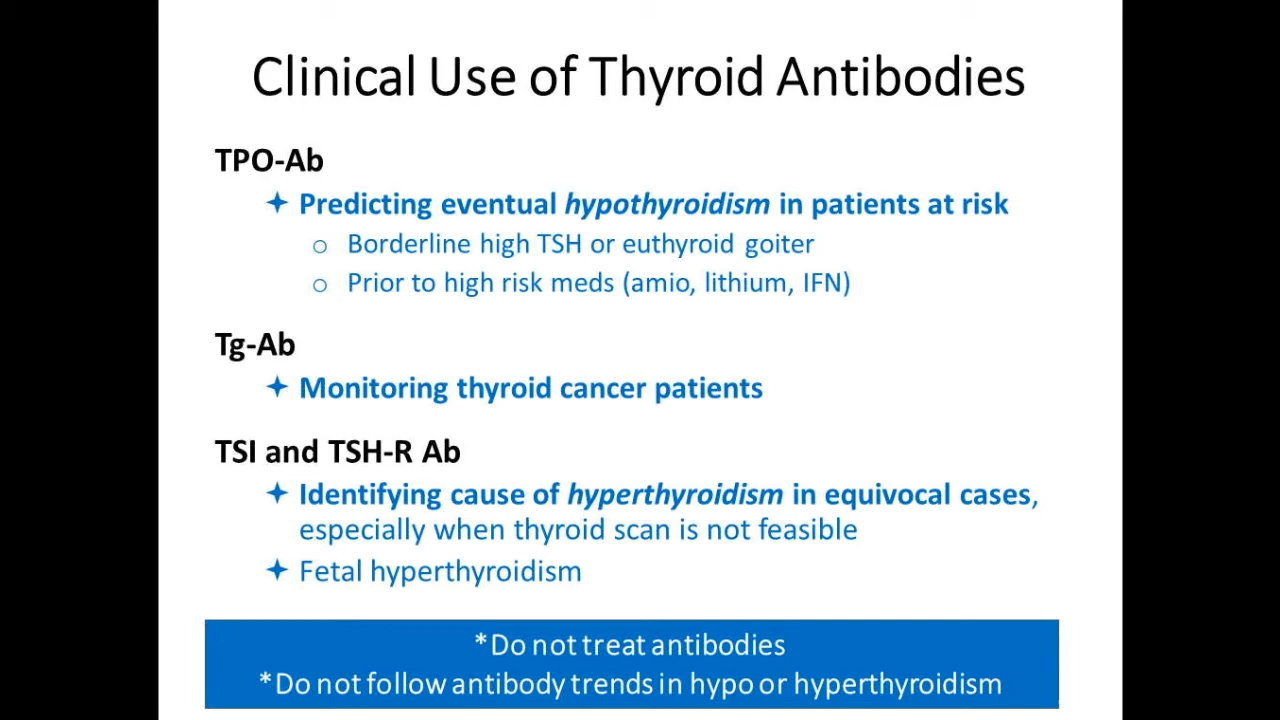 Clinical Use of Thyroid Antibodies
TPO-Ab
Predicting eventual hypothyroidism in patients at risk
Borderline high TSH or euthyroid goiter
Prior to high risk meds (amio, lithium, IFN)
Tg-Ab
Monitoring thyroid cancer patients
TSI and TSH-R Ab
Identifying cause of hyperthyroidism in equivocal cases,
especially when thyroid scan is not feasible
Fetal hyperthyroidism
*Do not treat antibodies
*Do not follow antibody trends in hypo or hyperthyroidism